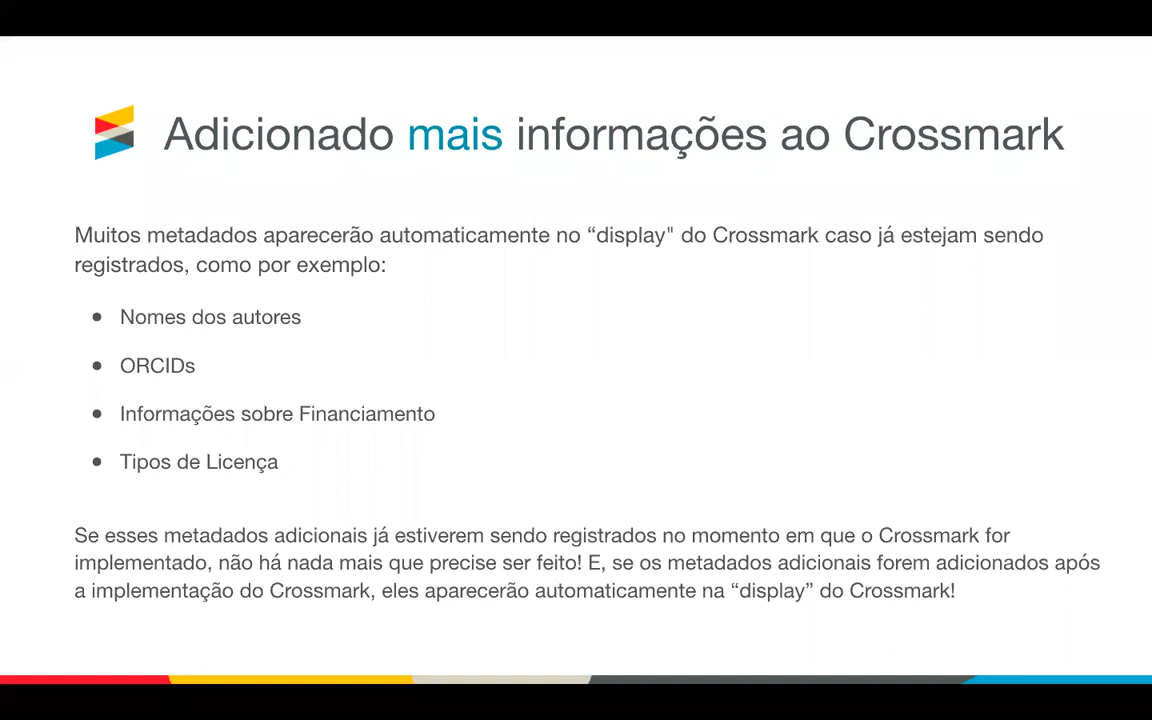 Adicionado mais informações ao Crossmark
Muitos metadados aparecerão automaticamente no “display" do Crossmark caso já estejam sendo
registrados, como por exemplo:
• Nomes dos autores
• ORCIDs
• Informações sobre Financiamento
• Tipos de Licença
Se esses metadados adicionais já estiverem sendo registrados no momento em que o Crossmark for
implementado, não há nada mais que precise ser feito! E, se os metadados adicionais forem adicionados após
a implementação do Crossmark, eles aparecerão automaticamente na “display” do Crossmark!